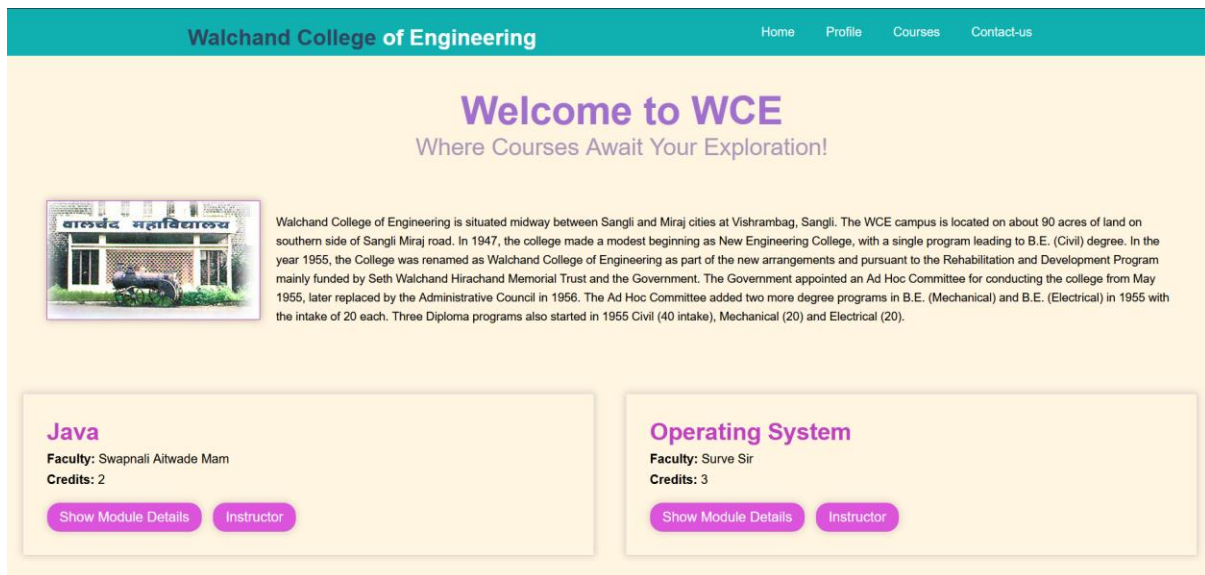 Walchand College of Engineering
Home Profile Courses Contact-us
Welcome to WCE
Where Courses Await Your Exploration!
वालचंद महाविद्यालय
Walchand College of Engineering is situated midway between Sangli and Miraj cities at Vishrambag, Sangli. The WCE campus is located on about 90 acres of land on
southern side of Sangli Miraj road. In 1947, the college made a modest beginning as New Engineering College, with a single program leading to B.E. (Civil) degree. In the
year 1955, the College was renamed as Walchand College of Engineering as part of the new arrangements and pursuant to the Rehabilitation and Development Program
mainly funded by Seth Walchand Hirachand Memorial Trust and the Government. The Government appointed an Ad Hoc Committee for conducting the college from May
1955, later replaced by the Administrative Council in 1956. The Ad Hoc Committee added two more degree programs in B.E. (Mechanical) and B.E. (Electrical) in 1955 with
the intake of 20 each. Three Diploma programs also started in 1955 Civil (40 intake), Mechanical (20) and Electrical (20).
Java
Faculty: Swapnali Aitwade Mam
Credits: 2
Show Module Details Instructor
Operating System
Faculty: Surve Sir
Credits: 3
Show Module Details Instructor